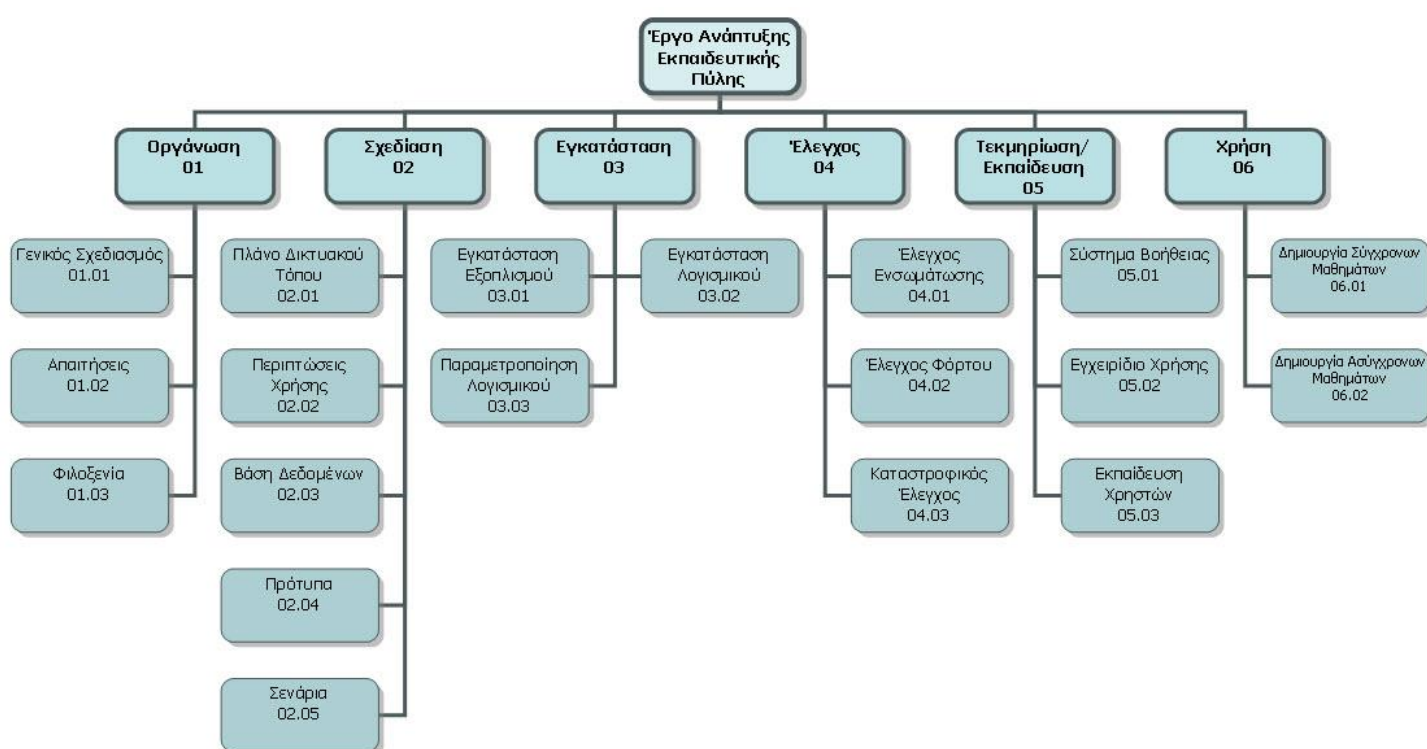 Έργο Ανάπτυξης
Εκπαιδευτικής
Πύλης
Οργάνωση
01
Σχεδίαση
02
Εγκατάσταση
03
Έλεγχος
04
Τεκμηρίωση/
Εκπαίδευση
05
Χρήση
06
Γενικός Σχεδιασμός
01.01
Απαιτήσεις
01.02
Φιλοξενία
01.03
Πλάνο Δικτυακού
Τόπου
02.01
Περιπτώσεις
Χρήσης
02.02
Βάση Δεδομένων
02.03
Πρότυπα
02.04
Σενάρια
02.05
Εγκατάσταση
Εξοπλισμού
03.01
Εγκατάσταση
Λογισμικού
03.02
Παραμετροποίηση
Λογισμικού
03.03
Έλεγχος
Ενσωμάτωσης
04.01
Έλεγχος Φόρτου
04.02
Καταστροφικός
Έλεγχος
04.03
Σύστημα Βοήθειας
05.01
Εγχειρίδιο Χρήσης
05.02
Εκπαίδευση
Χρηστών
05.03
Δημιουργία Σύγχρονων
Μαθημάτων
06.01
Δημιουργία Ασύγχρονων
Μαθημάτων
06.02